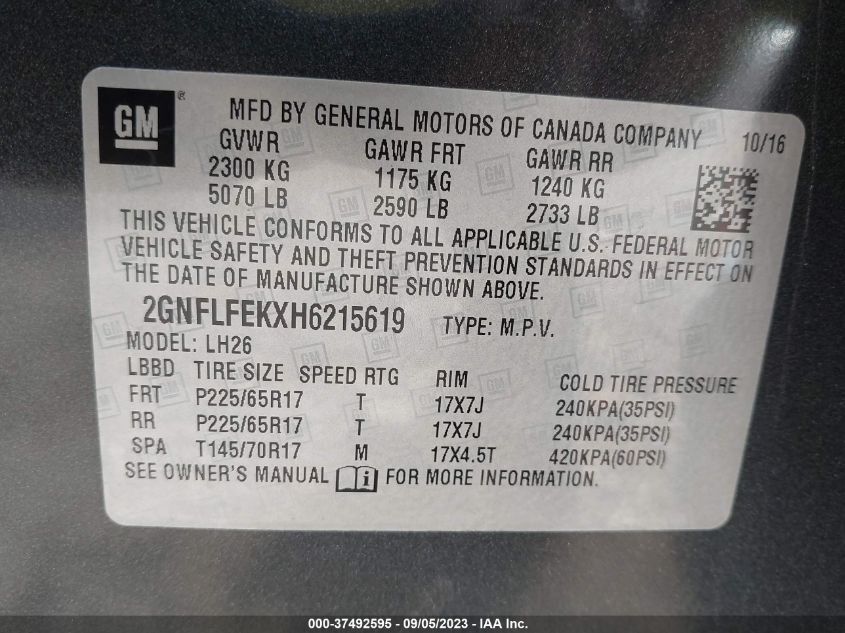 GM ®
MFD BY GENERAL MOTORS OF CANADA COMPANY 10/16
GVWR GAWR FRT GAWR RR
2300 KG 1175 KG 1240 KG
5070 LB 2590 LB 2733 LB
THIS VEHICLE CONFORMS TO ALL APPLICABLE U.S. FEDERAL MOTOR
VEHICLE SAFETY AND THEFT PREVENTION STANDARDS IN EFFECT ON
THE DATE OF MANUFACTURE SHOWN ABOVE.
2GNFLFEKXH6215619 TYPE: M.P.V.
MODEL: LH26
LBBD TIRE SIZE SPEED RTG RIM COLD TIRE PRESSURE
FRT P225/65R17 T 17X7J 240KPA(35PSI)
RR P225/65R17 T 17X7J 240KPA(35PSI)
SPA T145/70R17 M 17X4.5T 420KPA(60PSI)
SEE OWNER'S MANUAL i FOR MORE INFORMATION.
000-37492595 - 09/05/2023 - IAA Inc.